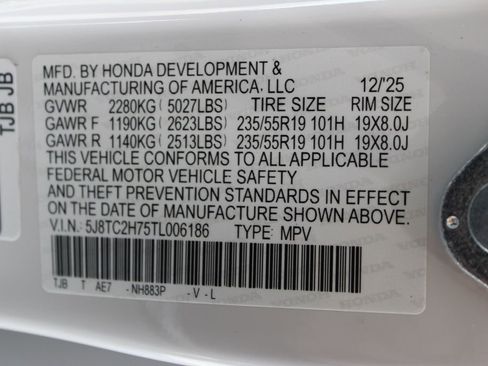 TJB JB
MFD. BY HONDA DEVELOPMENT &
MANUFACTURING OF AMERICA, LLC 12/'25
GVWR 2280KG ( 5027LBS ) TIRE SIZE RIM SIZE
GAWR F 1190KG ( 2623LBS ) 235/55R19 101H 19X8.0J
GAWR R 1140KG ( 2513LBS ) 235/55R19 101H 19X8.0J
THIS VEHICLE CONFORMS TO ALL APPLICABLE
FEDERAL MOTOR VEHICLE SAFETY
AND THEFT PREVENTION STANDARDS IN EFFECT
ON THE DATE OF MANUFACTURE SHOWN ABOVE.
V.I.N.: 5J8TC2H75TL006186 TYPE: MPV
TJB T AE7 - NH883P - V - L